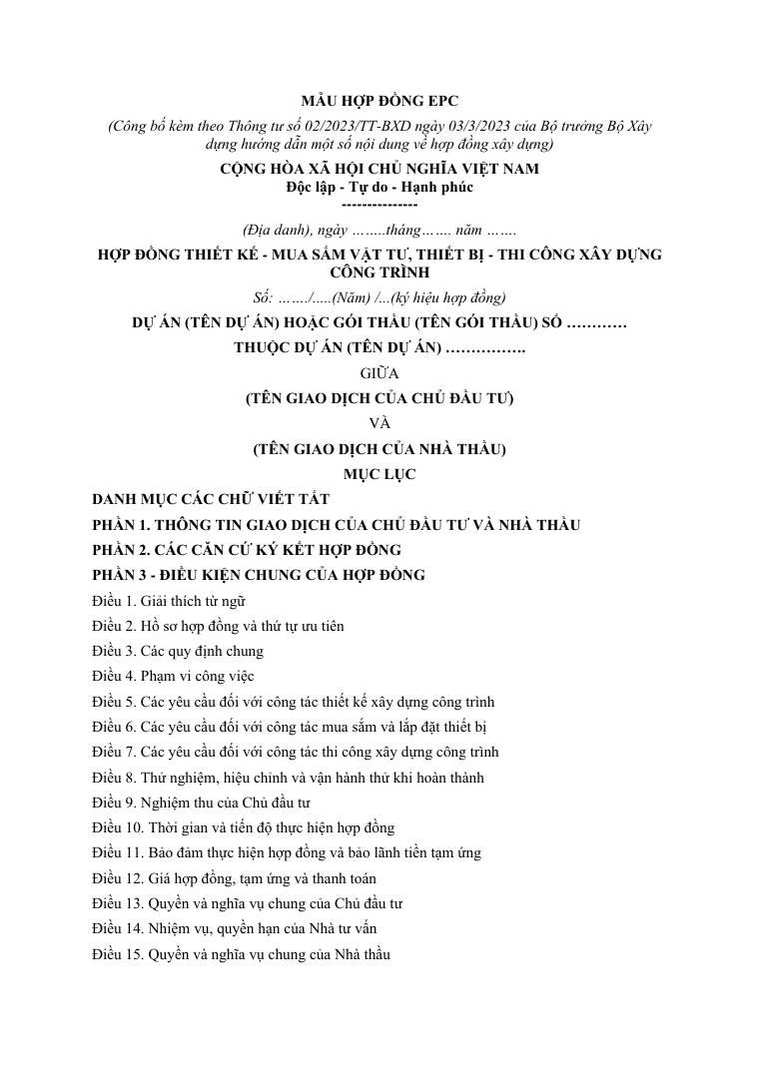 MẪU HỢP ĐỒNG EPC
(Công bố kèm theo Thông tư số 02/2023/TT-BXD ngày 03/3/2023 của Bộ trưởng Bộ Xây
dựng hướng dẫn một số nội dung về hợp đồng xây dựng)
CỘNG HÒA XÃ HỘI CHỦ NGHĨA VIỆT NAM
Độc lập - Tự do - Hạnh phúc
---------------
(Địa danh), ngày ……..tháng……. năm …….
HỢP ĐỒNG THIẾT KẾ - MUA SẮM VẬT TƯ, THIẾT BỊ - THI CÔNG XÂY DỰNG
CÔNG TRÌNH
Số: ……./.....(Năm) /...(ký hiệu hợp đồng)
DỰ ÁN (TÊN DỰ ÁN) HOẶC GÓI THẦU (TÊN GÓI THẦU) SỐ …………
THUỘC DỰ ÁN (TÊN DỰ ÁN) …………….
GIỮA
(TÊN GIAO DỊCH CỦA CHỦ ĐẦU TƯ)
VÀ
(TÊN GIAO DỊCH CỦA NHÀ THẦU)
MỤC LỤC
DANH MỤC CÁC CHỮ VIẾT TẮT
PHẦN 1. THÔNG TIN GIAO DỊCH CỦA CHỦ ĐẦU TƯ VÀ NHÀ THẦU
PHẦN 2. CÁC CĂN CỨ KÝ KẾT HỢP ĐỒNG
PHẦN 3 - ĐIỀU KIỆN CHUNG CỦA HỢP ĐỒNG
Điều 1. Giải thích từ ngữ
Điều 2. Hồ sơ hợp đồng và thứ tự ưu tiên
Điều 3. Các quy định chung
Điều 4. Phạm vi công việc
Điều 5. Các yêu cầu đối với công tác thiết kế xây dựng công trình
Điều 6. Các yêu cầu đối với công tác mua sắm và lắp đặt thiết bị
Điều 7. Các yêu cầu đối với công tác thi công xây dựng công trình
Điều 8. Thử nghiệm, hiệu chỉnh và vận hành thử khi hoàn thành
Điều 9. Nghiệm thu của Chủ đầu tư
Điều 10. Thời gian và tiến độ thực hiện hợp đồng
Điều 11. Bảo đảm thực hiện hợp đồng và bảo lãnh tiền tạm ứng
Điều 12. Giá hợp đồng, tạm ứng và thanh toán
Điều 13. Quyền và nghĩa vụ chung của Chủ đầu tư
Điều 14. Nhiệm vụ, quyền hạn của Nhà tư vấn
Điều 15. Quyền và nghĩa vụ chung của Nhà thầu